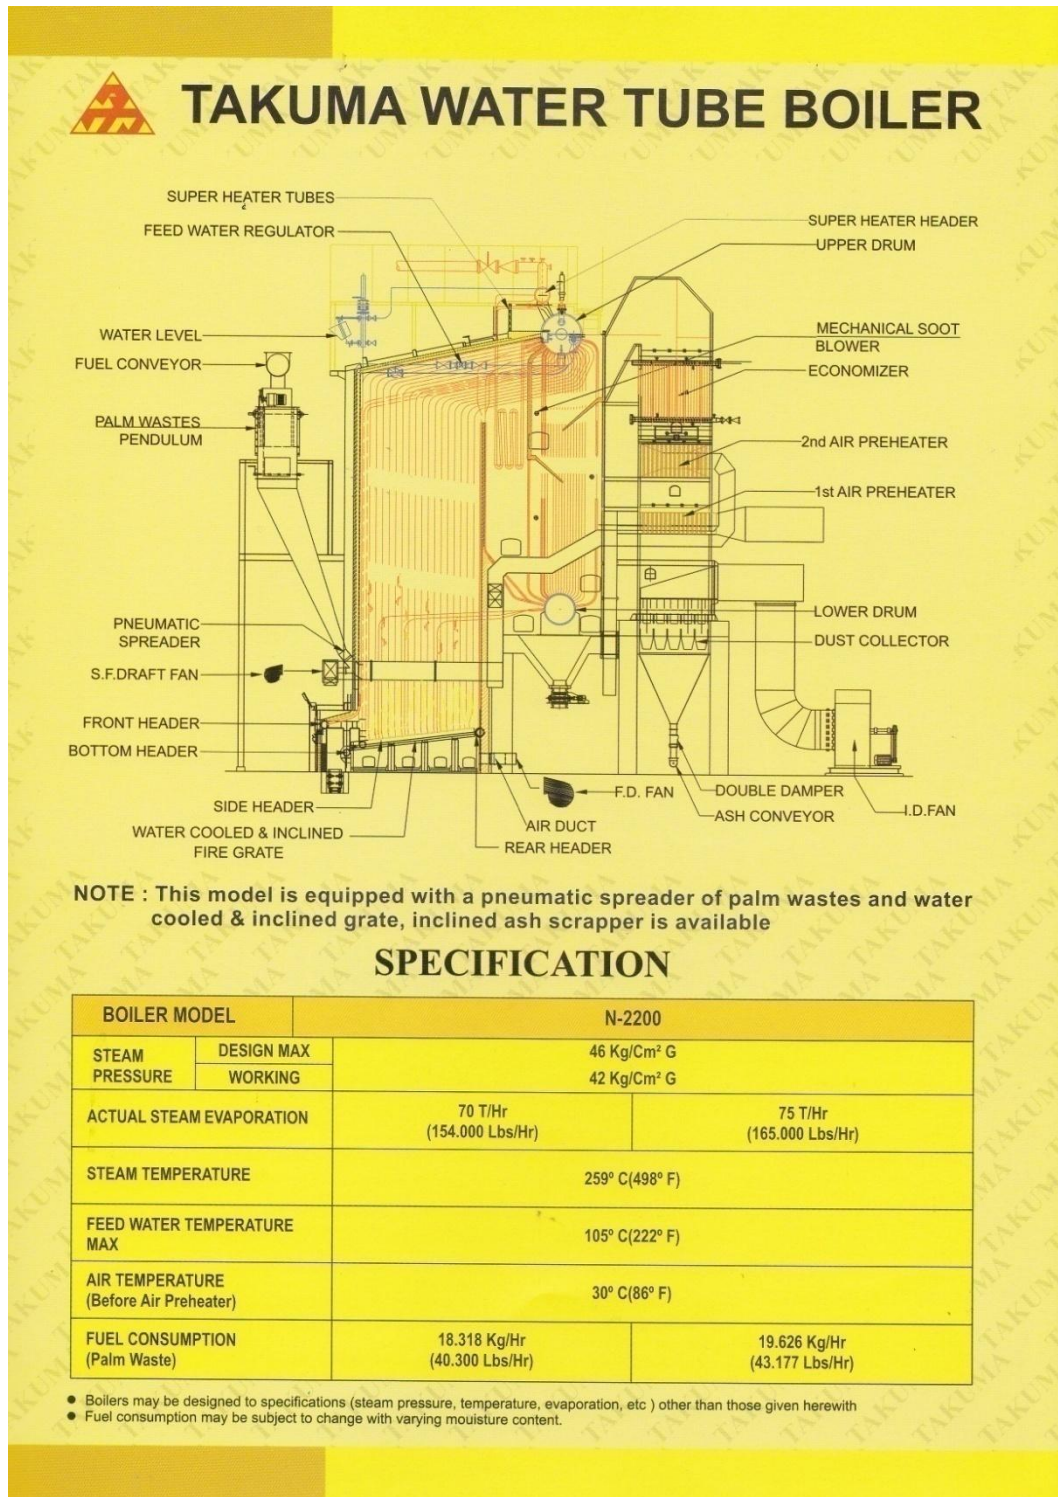 TAKUMA WATER TUBE BOILER
SUPER HEATER TUBES
FEED WATER REGULATOR
SUPER HEATER HEADER
UPPER DRUM
WATER LEVEL
FUEL CONVEYOR
PALM WASTES
PENDULUM
MECHANICAL SOOT
BLOWER
ECONOMIZER
2nd AIR PREHEATER
1st AIR PREHEATER
PNEUMATIC
SPREADER
S.F.DRAFT FAN
FRONT HEADER
BOTTOM HEADER
LOWER DRUM
DUST COLLECTOR
SIDE HEADER
WATER COOLED & INCLINED
FIRE GRATE
AIR DUCT
REAR HEADER
F.D. FAN
DOUBLE DAMPER
ASH CONVEYOR
I.D.FAN
NOTE : This model is equipped with a pneumatic spreader of palm wastes and water
cooled & inclined grate, inclined ash scrapper is available
SPECIFICATION
BOILER MODEL N-2200
STEAM PRESSURE DESIGN MAX 46 Kg/Cm² G
WORKING 42 Kg/Cm² G
ACTUAL STEAM EVAPORATION 70 T/Hr 75 T/Hr
(154.000 Lbs/Hr) (165.000 Lbs/Hr)
STEAM TEMPERATURE 259º C(498º F)
FEED WATER TEMPERATURE
MAX 105º C(222º F)
AIR TEMPERATURE
(Before Air Preheater) 30º C(86º F)
FUEL CONSUMPTION 18.318 Kg/Hr 19.626 Kg/Hr
(Palm Waste) (40.300 Lbs/Hr) (43.177 Lbs/Hr)
● Boilers may be designed to specifications (steam pressure, temperature, evaporation, etc ) other than those given herewith
● Fuel consumption may be subject to change with varying mouisture content.